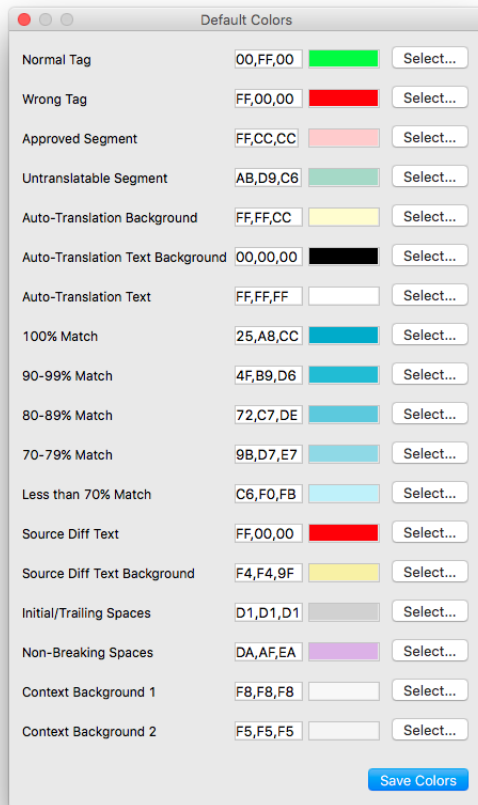 Default Colors
Normal Tag 00,FF,00 Select...
Wrong Tag FF,00,00 Select...
Approved Segment FF,CC,CC Select...
Untranslatable Segment AB,D9,C6 Select...
Auto-Translation Background FF,FF,CC Select...
Auto-Translation Text Background 00,00,00 Select...
Auto-Translation Text FF,FF,FF Select...
100% Match 25,A8,CC Select...
90-99% Match 4F,B9,D6 Select...
80-89% Match 72,C7,DE Select...
70-79% Match 9B,D7,E7 Select...
Less than 70% Match C6,F0,FB Select...
Source Diff Text FF,00,00 Select...
Source Diff Text Background F4,F4,9F Select...
Initial/Trailing Spaces D1,D1,D1 Select...
Non-Breaking Spaces DA,AF,EA Select...
Context Background 1 F8,F8,F8 Select...
Context Background 2 F5,F5,F5 Select...
Save Colors